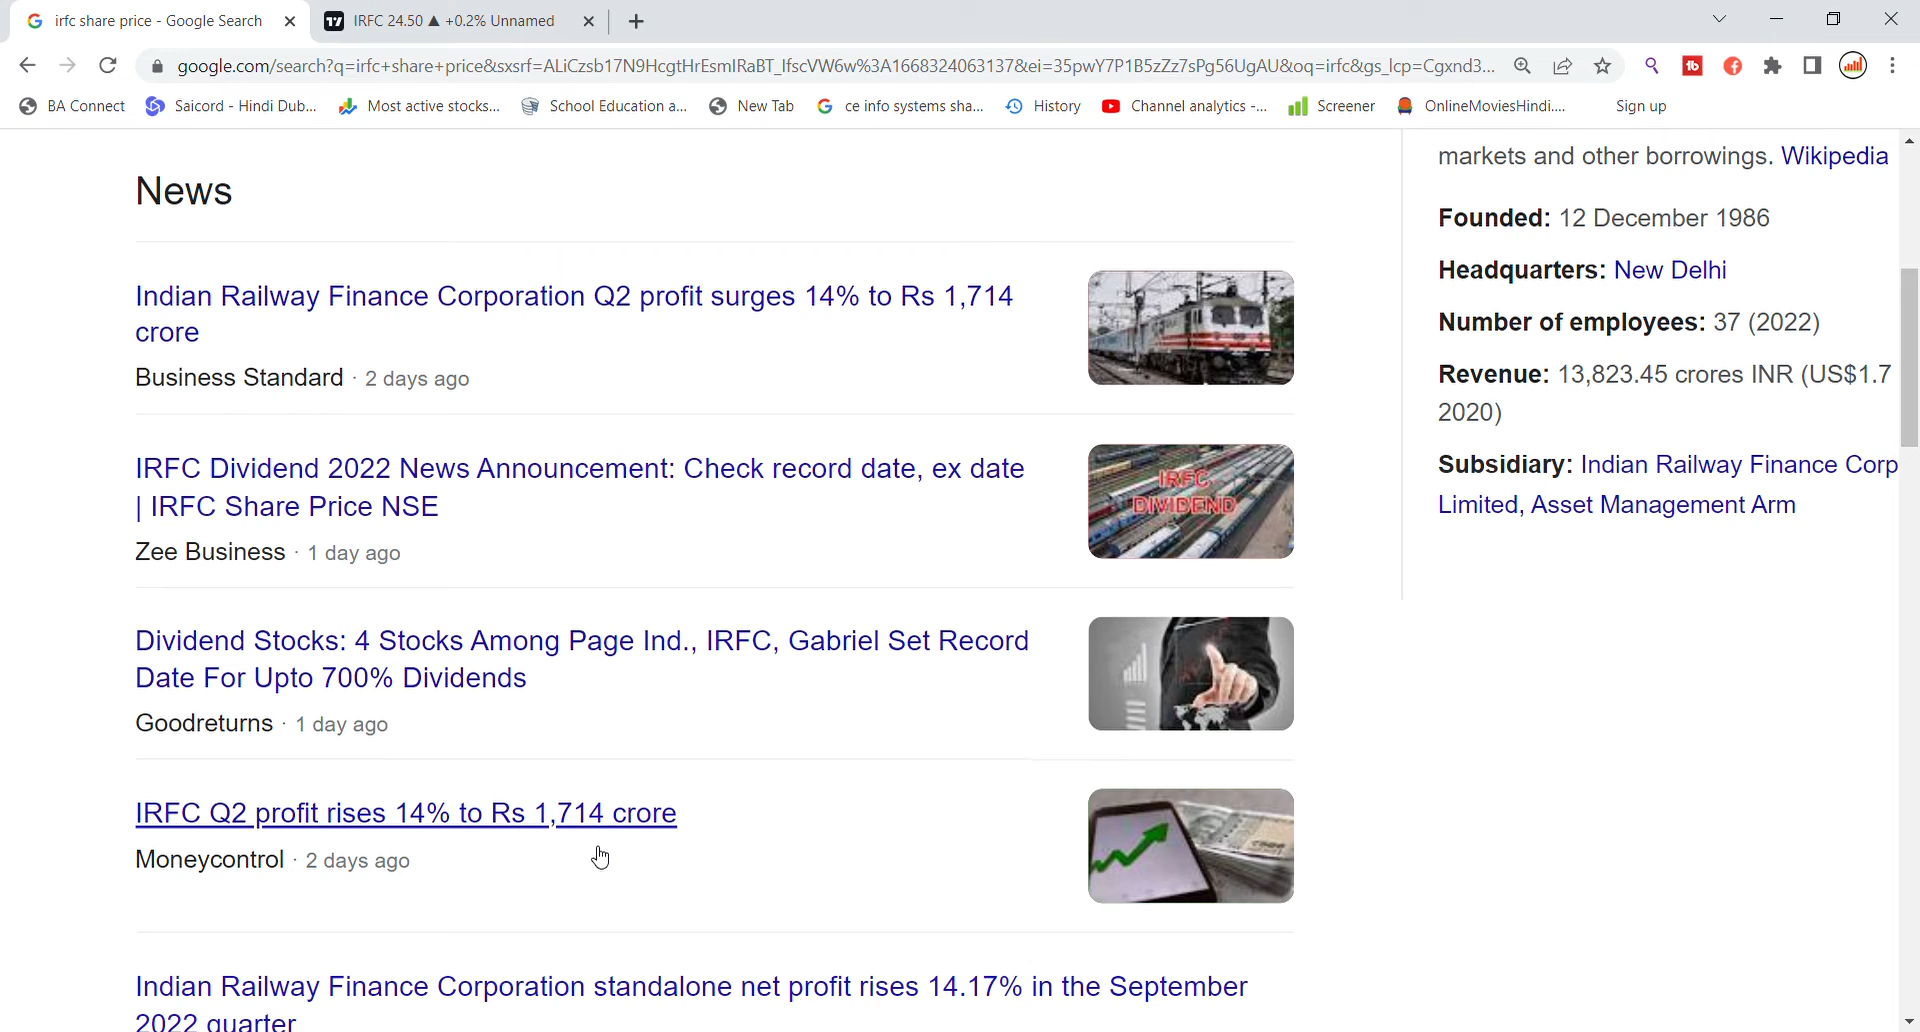 irfc share price - Google Search
IRFC 24.50 ▲ +0.2% Unnamed
google.com/search?q=irfc+share+price&sxsrf=ALiCzsb17N9HcgtHrEsmIRaBT_IfscVW6w%3A1668324063137&ei=35pwY7P1B5zZz7sPg56UgAU&oq=irfc&gs_lcp=Cgxnd3...
BA Connect
Saicord - Hindi Dub...
Most active stocks...
School Education a...
New Tab
ce info systems sha...
History
Channel analytics -...
Screener
OnlineMoviesHindi....
Sign up
News
Indian Railway Finance Corporation Q2 profit surges 14% to Rs 1,714
crore
Business Standard · 2 days ago
IRFC Dividend 2022 News Announcement: Check record date, ex date
| IRFC Share Price NSE
Zee Business · 1 day ago
IRFC
DIVIDEND
Dividend Stocks: 4 Stocks Among Page Ind., IRFC, Gabriel Set Record
Date For Upto 700% Dividends
Goodreturns · 1 day ago
IRFC Q2 profit rises 14% to Rs 1,714 crore
Moneycontrol · 2 days ago
Indian Railway Finance Corporation standalone net profit rises 14.17% in the September
2022 quarter
markets and other borrowings. Wikipedia
Founded: 12 December 1986
Headquarters: New Delhi
Number of employees: 37 (2022)
Revenue: 13,823.45 crores INR (US$1.7
2020)
Subsidiary: Indian Railway Finance Corp
Limited, Asset Management Arm